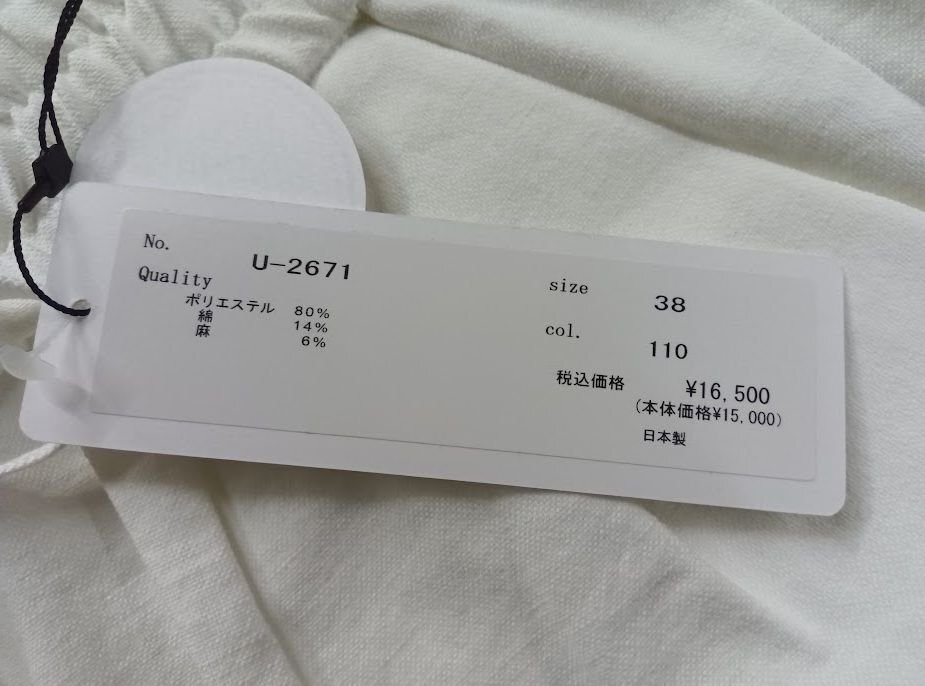 No. U-2671
Quality
ポリエステル 80%
綿 14%
麻 6%
size 38
col. 110
税込価格 ¥16,500
(本体価格¥15,000)
日本製